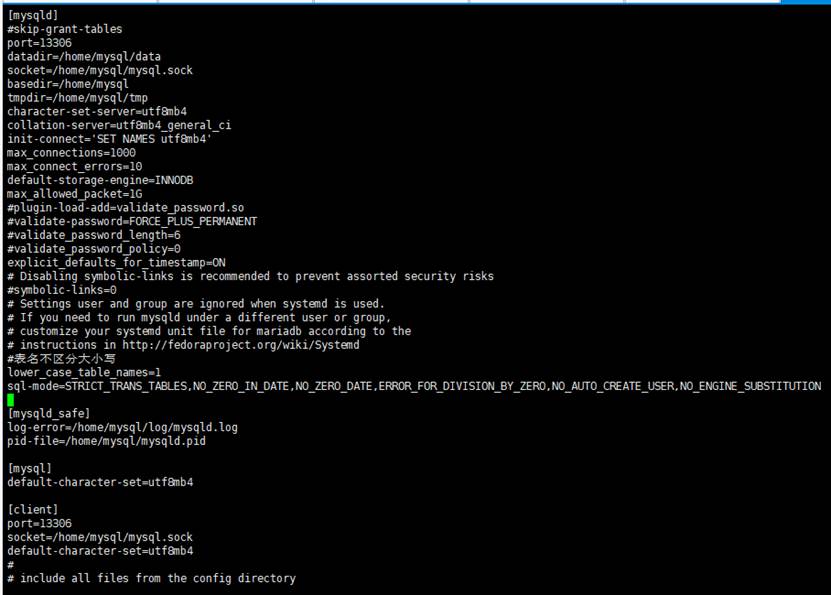 [mysqld]
#skip-grant-tables
port=13306
datadir=/home/mysql/data
socket=/home/mysql/mysql.sock
basedir=/home/mysql
tmpdir=/home/mysql/tmp
character-set-server=utf8mb4
collation-server=utf8mb4_general_ci
init-connect='SET NAMES utf8mb4'
max_connections=1000
max_connect_errors=10
default-storage-engine=INNODB
max_allowed_packet=1G
#plugin-load-add=validate_password.so
#validate-password=FORCE_PLUS_PERMANENT
#validate_password_length=6
#validate_password_policy=0
explicit_defaults_for_timestamp=ON
# Disabling symbolic-links is recommended to prevent assorted security risks
#symbolic-links=0
# Settings user and group are ignored when systemd is used.
# If you need to run mysqld under a different user or group,
# customize your systemd unit file for mariadb according to the
# instructions in http://fedoraproject.org/wiki/Systemd
#表名不区分大小写
lower_case_table_names=1
sql-mode=STRICT_TRANS_TABLES,NO_ZERO_IN_DATE,NO_ZERO_DATE,ERROR_FOR_DIVISION_BY_ZERO,NO_AUTO_CREATE_USER,NO_ENGINE_SUBSTITUTION
[mysqld_safe]
log-error=/home/mysql/log/mysqld.log
pid-file=/home/mysql/mysqld.pid
[mysql]
default-character-set=utf8mb4
[client]
port=13306
socket=/home/mysql/mysql.sock
default-character-set=utf8mb4
#
# include all files from the config directory